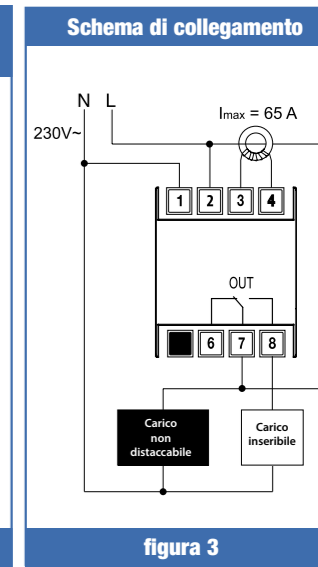 Schema di collegamento
N L
Imax = 65 A
230V~
1 2 3 4
OUT
6 7 8
Carico
non
distaccabile
Carico
inseribile
figura 3